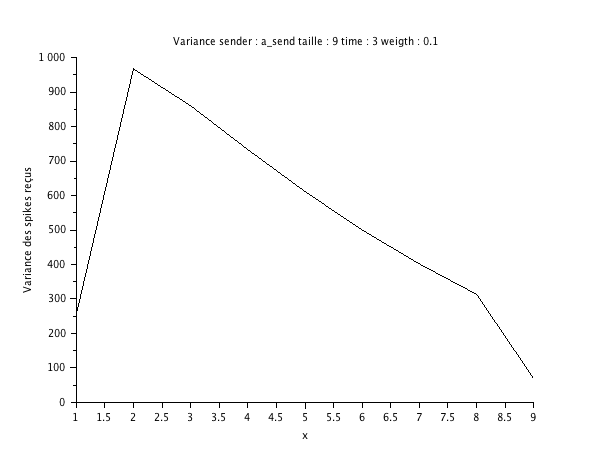 Variance sender : a_send taille : 9 time : 3 weigth : 0.1
1 000
900
800
700
600
500
400
300
200
100
0
Variance des spikes reçus
1 1.5 2 2.5 3 3.5 4 4.5 5 5.5 6 6.5 7 7.5 8 8.5 9
x